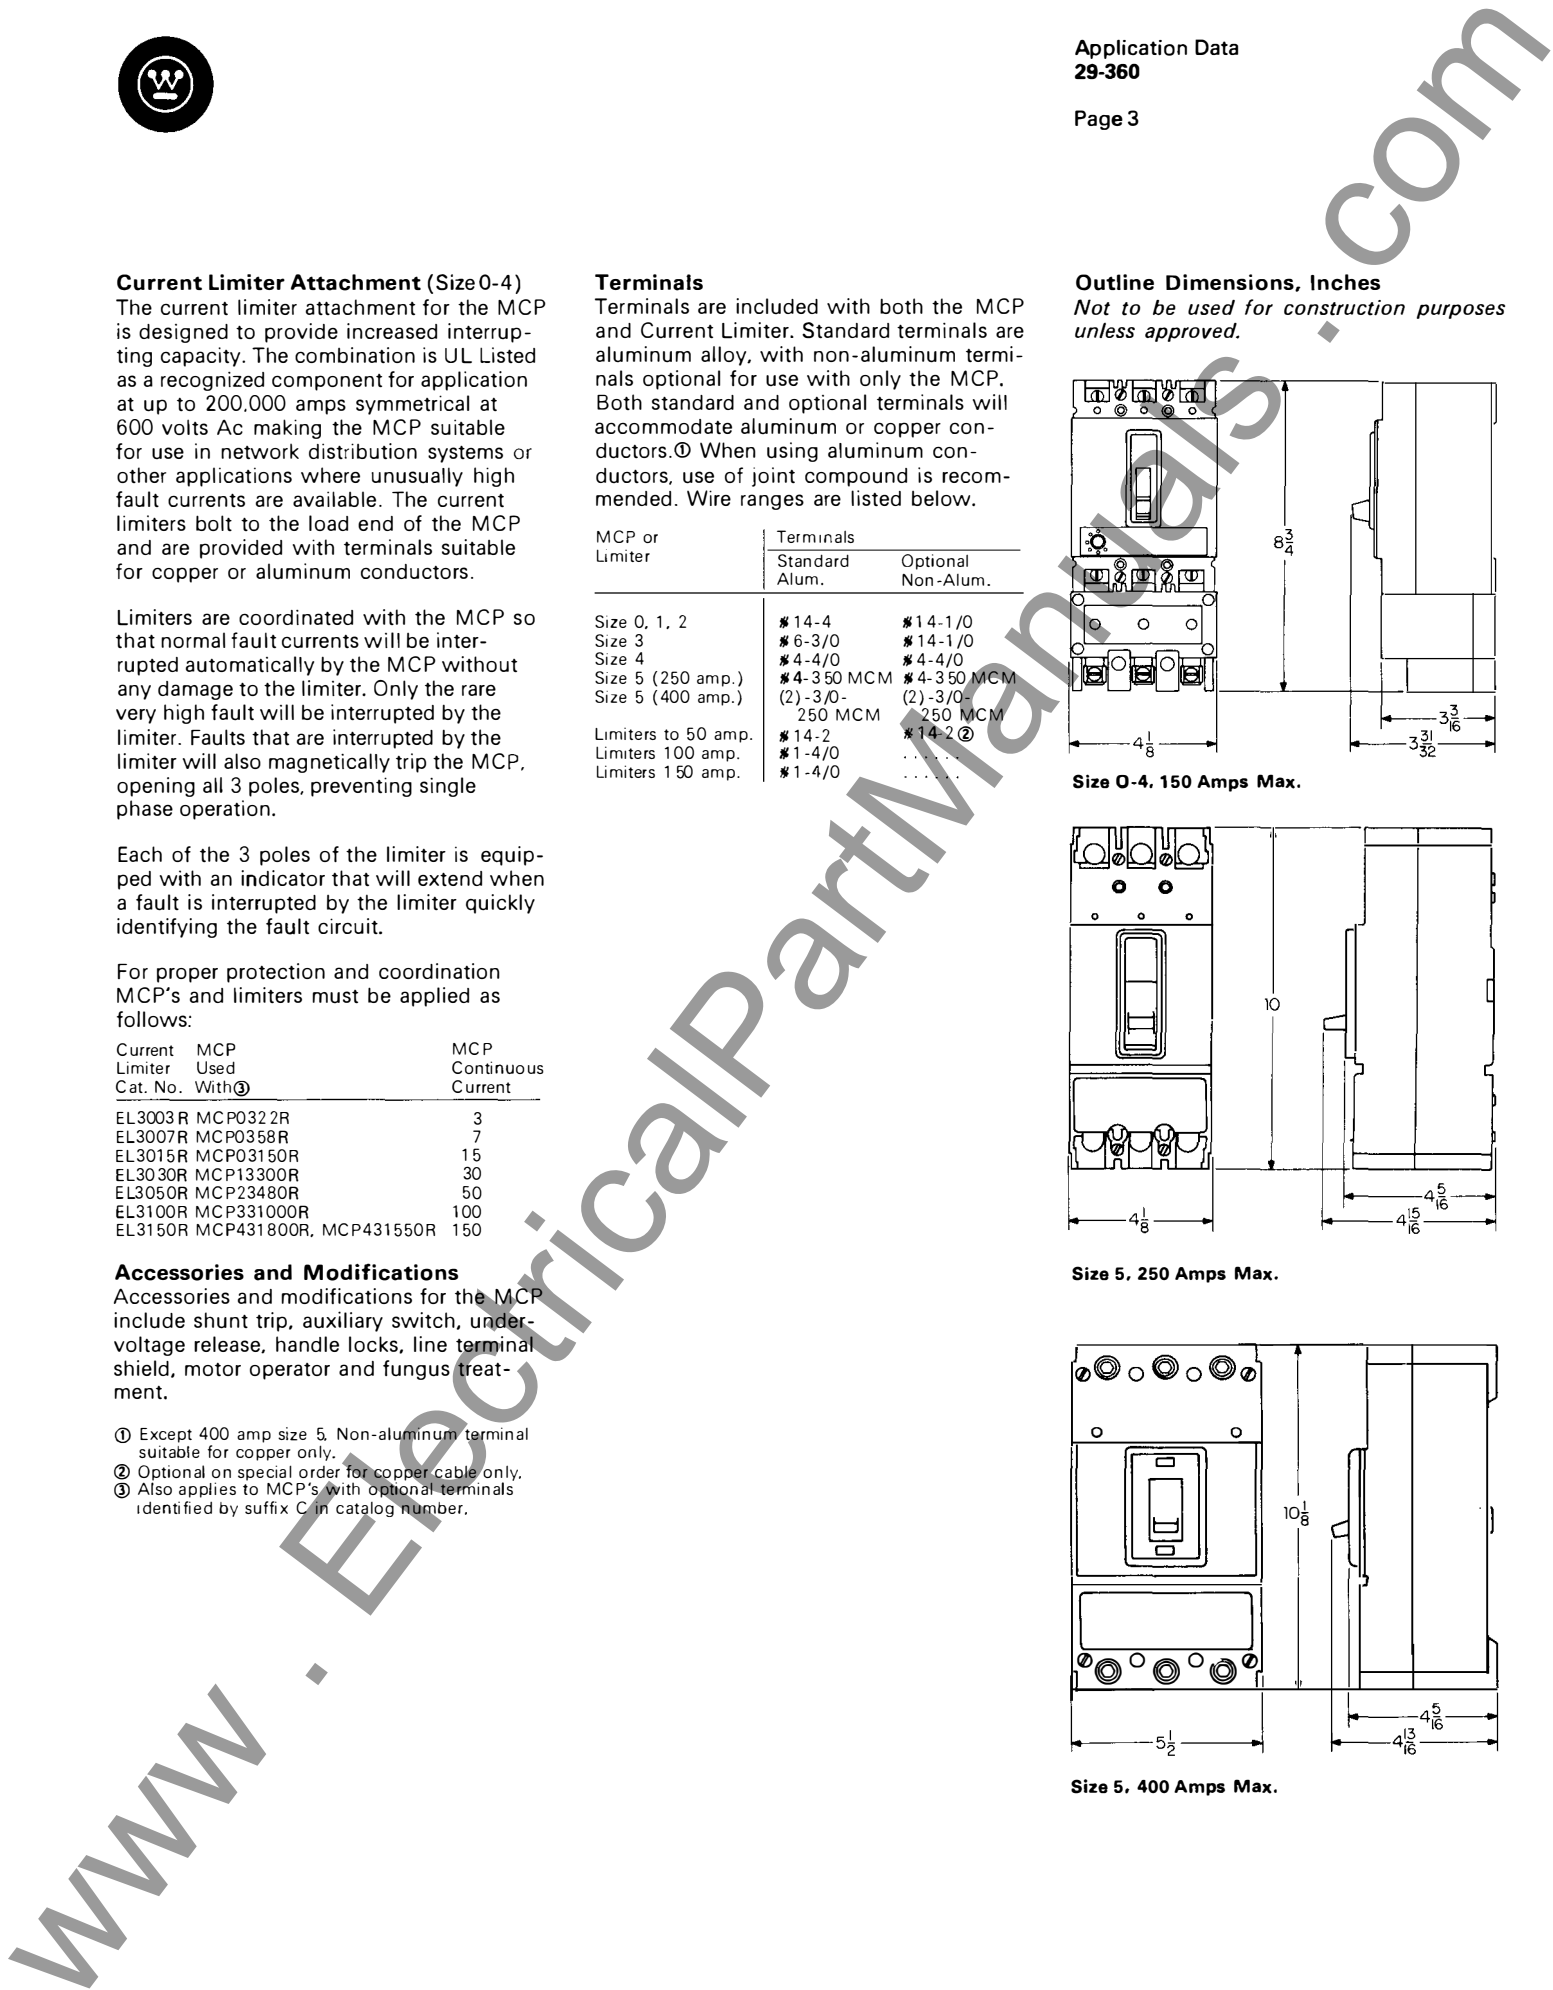 Application Data
29-360
Page 3
Current Limiter Attachment (Size 0-4)
The current limiter attachment for the MCP
is designed to provide increased interrup-
ting capacity. The combination is UL Listed
as a recognized component for application
at up to 200,000 amps symmetrical at
600 volts Ac making the MCP suitable
for use in network distribution systems or
other applications where unusually high
fault currents are available. The current
limiters bolt to the load end of the MCP
and are provided with terminals suitable
for copper or aluminum conductors.
Limiters are coordinated with the MCP so
that normal fault currents will be inter-
rupted automatically by the MCP without
any damage to the limiter. Only the rare
very high fault will be interrupted by the
limiter. Faults that are interrupted by the
limiter will also magnetically trip the MCP,
opening all 3 poles, preventing single
phase operation.
Each of the 3 poles of the limiter is equip-
ped with an indicator that will extend when
a fault is interrupted by the limiter quickly
identifying the fault circuit.
For proper protection and coordination
MCP's and limiters must be applied as
follows:
Current MCP MCP
Limiter Used Continuous
Cat. No. With③ Current
EL3003R MCP0322R 3
EL3007R MCP0358R 7
EL3015R MCP03150R 15
EL3030R MCP13300R 30
EL3050R MCP23480R 50
EL3100R MCP331000R 100
EL3150R MCP431800R, MCP431550R 150
Accessories and Modifications
Accessories and modifications for the MCP
include shunt trip, auxiliary switch, under-
voltage release, handle locks, line terminal
shield, motor operator and fungus treat-
ment.
① Except 400 amp size 5, Non-aluminum terminal
suitable for copper only.
② Optional on special order for copper cable only.
③ Also applies to MCP's with optional terminals
identified by suffix C in catalog number.
Terminals
Terminals are included with both the MCP
and Current Limiter. Standard terminals are
aluminum alloy, with non-aluminum termi-
nals optional for use with only the MCP.
Both standard and optional terminals will
accommodate aluminum or copper con-
ductors.① When using aluminum con-
ductors, use of joint compound is recom-
mended. Wire ranges are listed below.
MCP or Terminals
Limiter
Standard Optional
Alum. Non-Alum.
Size 0, 1, 2 #14-4 #14-1/0
Size 3 #6-3/0 #14-1/0
Size 4 #4-4/0 #4-4/0
Size 5 (250 amp.) #4-350 MCM #4-350 MCM
Size 5 (400 amp.) (2)-3/0- (2)-3/0-
250 MCM 250 MCM
Limiters to 50 amp. #14-2 #14-2②
Limiters 100 amp. #1-4/0 ......
Limiters 150 amp. #1-4/0 ......
Outline Dimensions, Inches
Not to be used for construction purposes
unless approved.
8 3/4
3 3/16
4 1/8
3 31/32
Size 0-4, 150 Amps Max.
10
4 5/16
4 1/8
4 15/16
Size 5, 250 Amps Max.
10 1/8
4 5/16
5 1/2
4 13/16
Size 5, 400 Amps Max.
www . ElectricalPartManuals . com